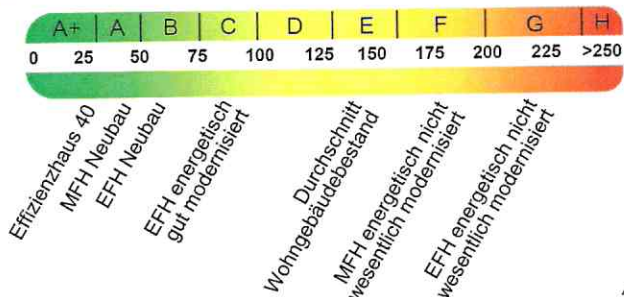 A+ A B C D E F G H
0 25 50 75 100 125 150 175 200 225 >250
Effizienzhaus 40
MFH Neubau
EFH Neubau
EFH energetisch
gut modernisiert
Durchschnitt
Wohngebäudebestand
MFH energetisch nicht
wesentlich modernisiert
EFH energetisch nicht
wesentlich modernisiert